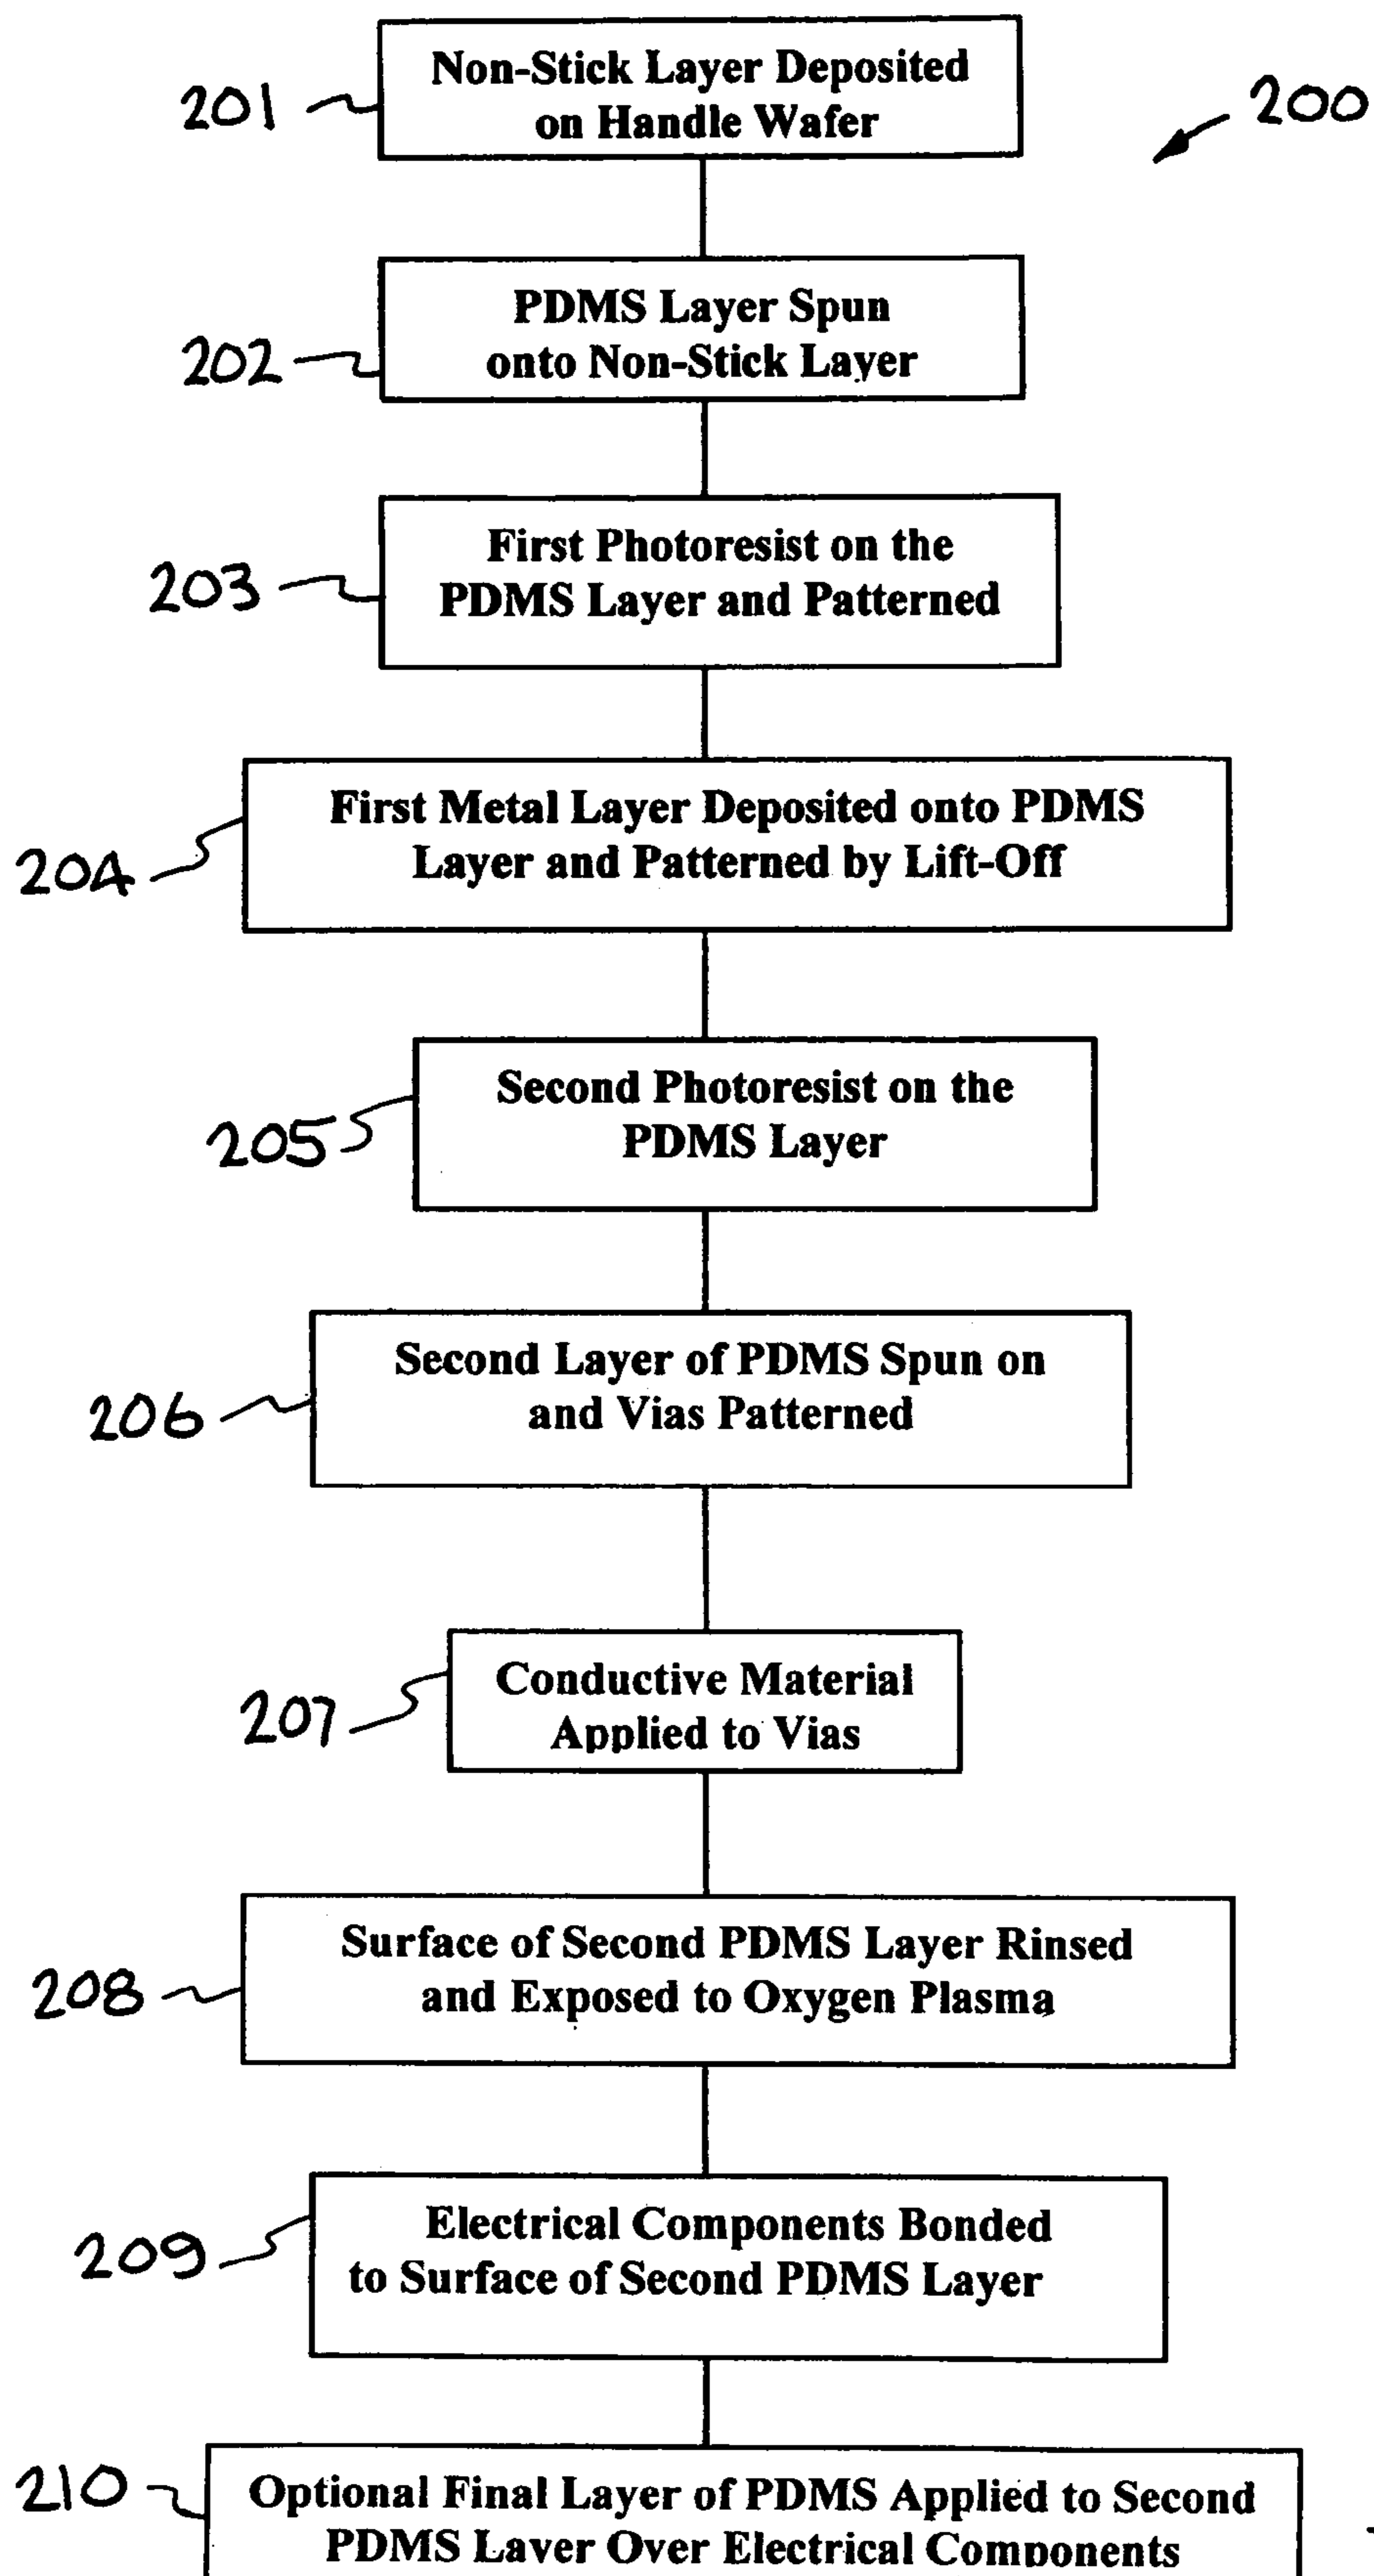 Non-Stick Layer Deposited
on Handle Wafer
201
200
PDMS Layer Spun
onto Non-Stick Layer
202
First Photoresist on the
PDMS Layer and Patterned
203
First Metal Layer Deposited onto PDMS
Layer and Patterned by Lift-Off
204
Second Photoresist on the
PDMS Layer
205
Second Layer of PDMS Spun on
and Vias Patterned
206
Conductive Material
Applied to Vias
207
Surface of Second PDMS Layer Rinsed
and Exposed to Oxygen Plasma
208
Electrical Components Bonded
to Surface of Second PDMS Layer
209
210
Optional Final Layer of PDMS Applied to Second
PDMS Layer Over Electrical Components